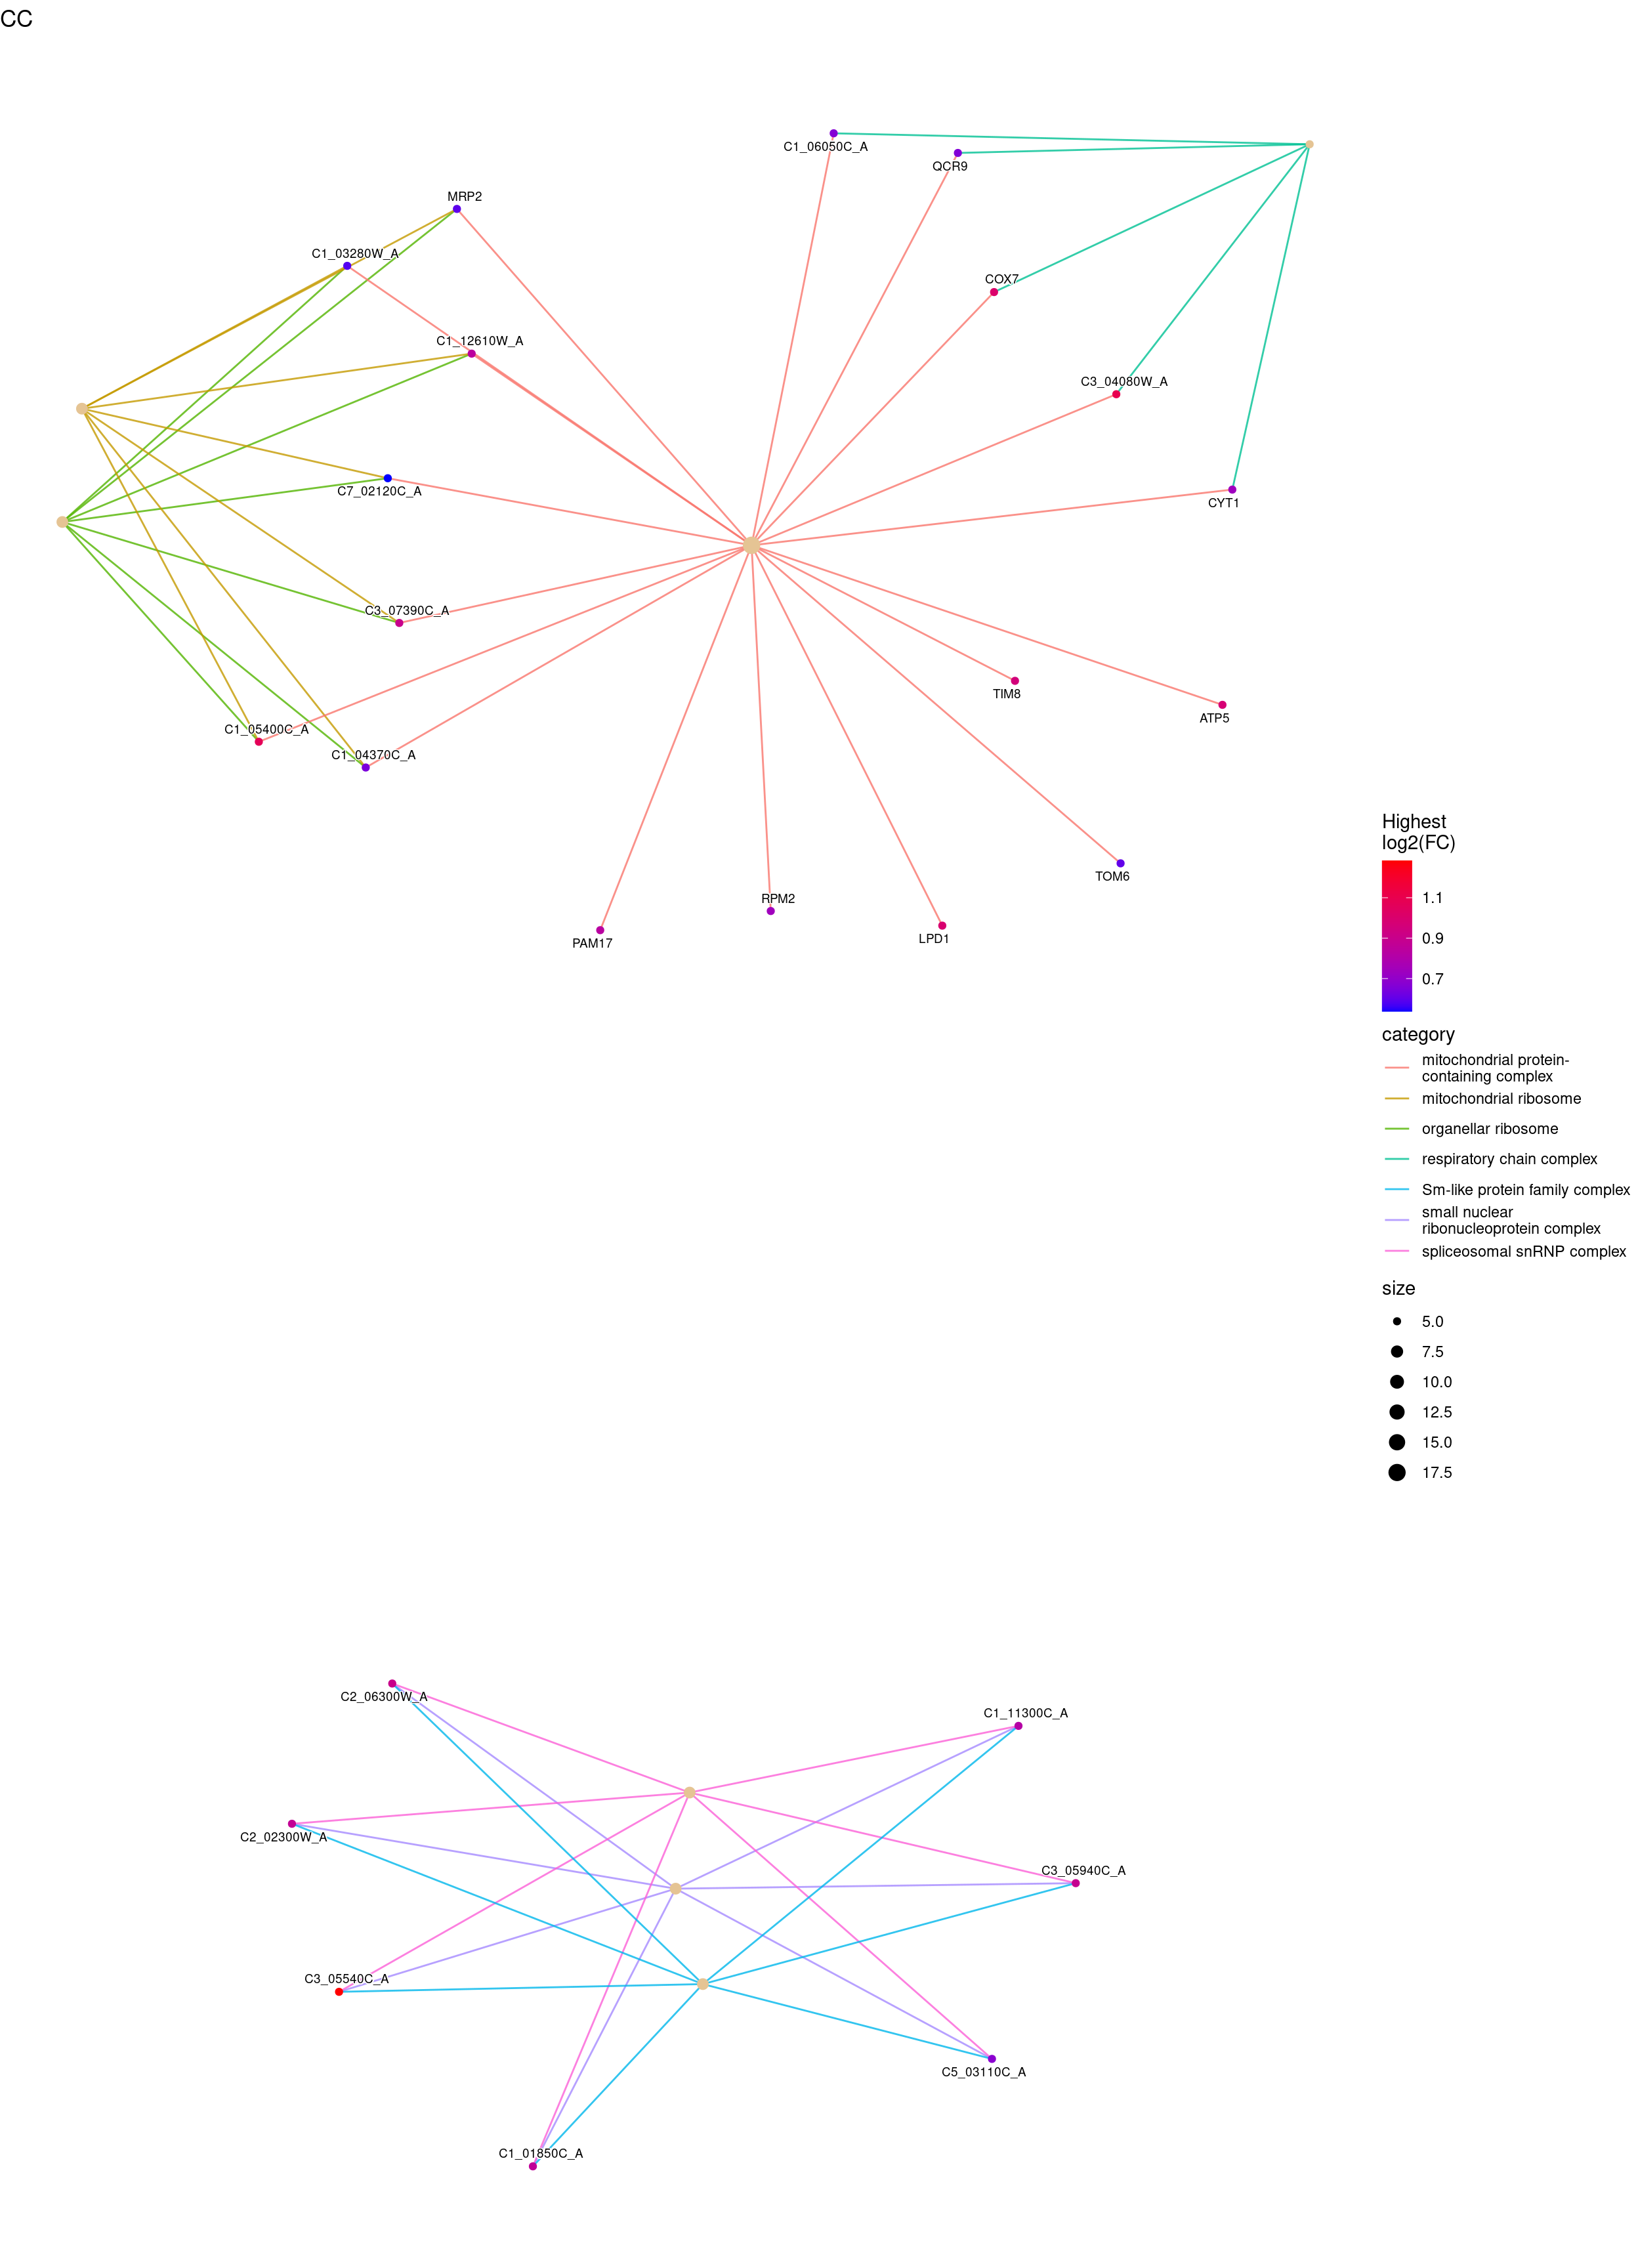 CC
C1_06050C_A
QCR9
MRP2
C1_03280W_A
COX7
C1_12610W_A
C3_04080W_A
C7_02120C_A
CYT1
C3_07390C_A
TIM8
ATP5
C1_05400C_A
C1_04370C_A
TOM6
RPM2
LPD1
PAM17
Highest
log2(FC)
1.1
0.9
0.7
category
mitochondrial protein-
containing complex
mitochondrial ribosome
organellar ribosome
respiratory chain complex
Sm-like protein family complex
small nuclear
ribonucleoprotein complex
spliceosomal snRNP complex
size
5.0
7.5
10.0
12.5
15.0
17.5
C2_06300W_A
C1_11300C_A
C2_02300W_A
C3_05940C_A
C3_05540C_A
C5_03110C_A
C1_01850C_A